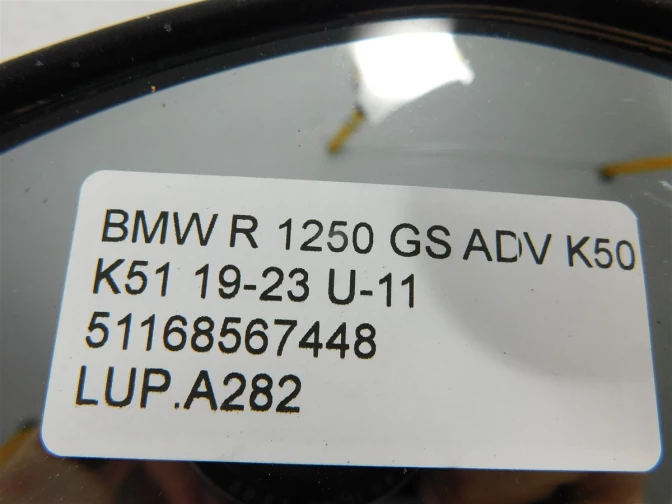 BMW R 1250 GS ADV K50
K51 19-23 U-11
51168567448
LUP.A282